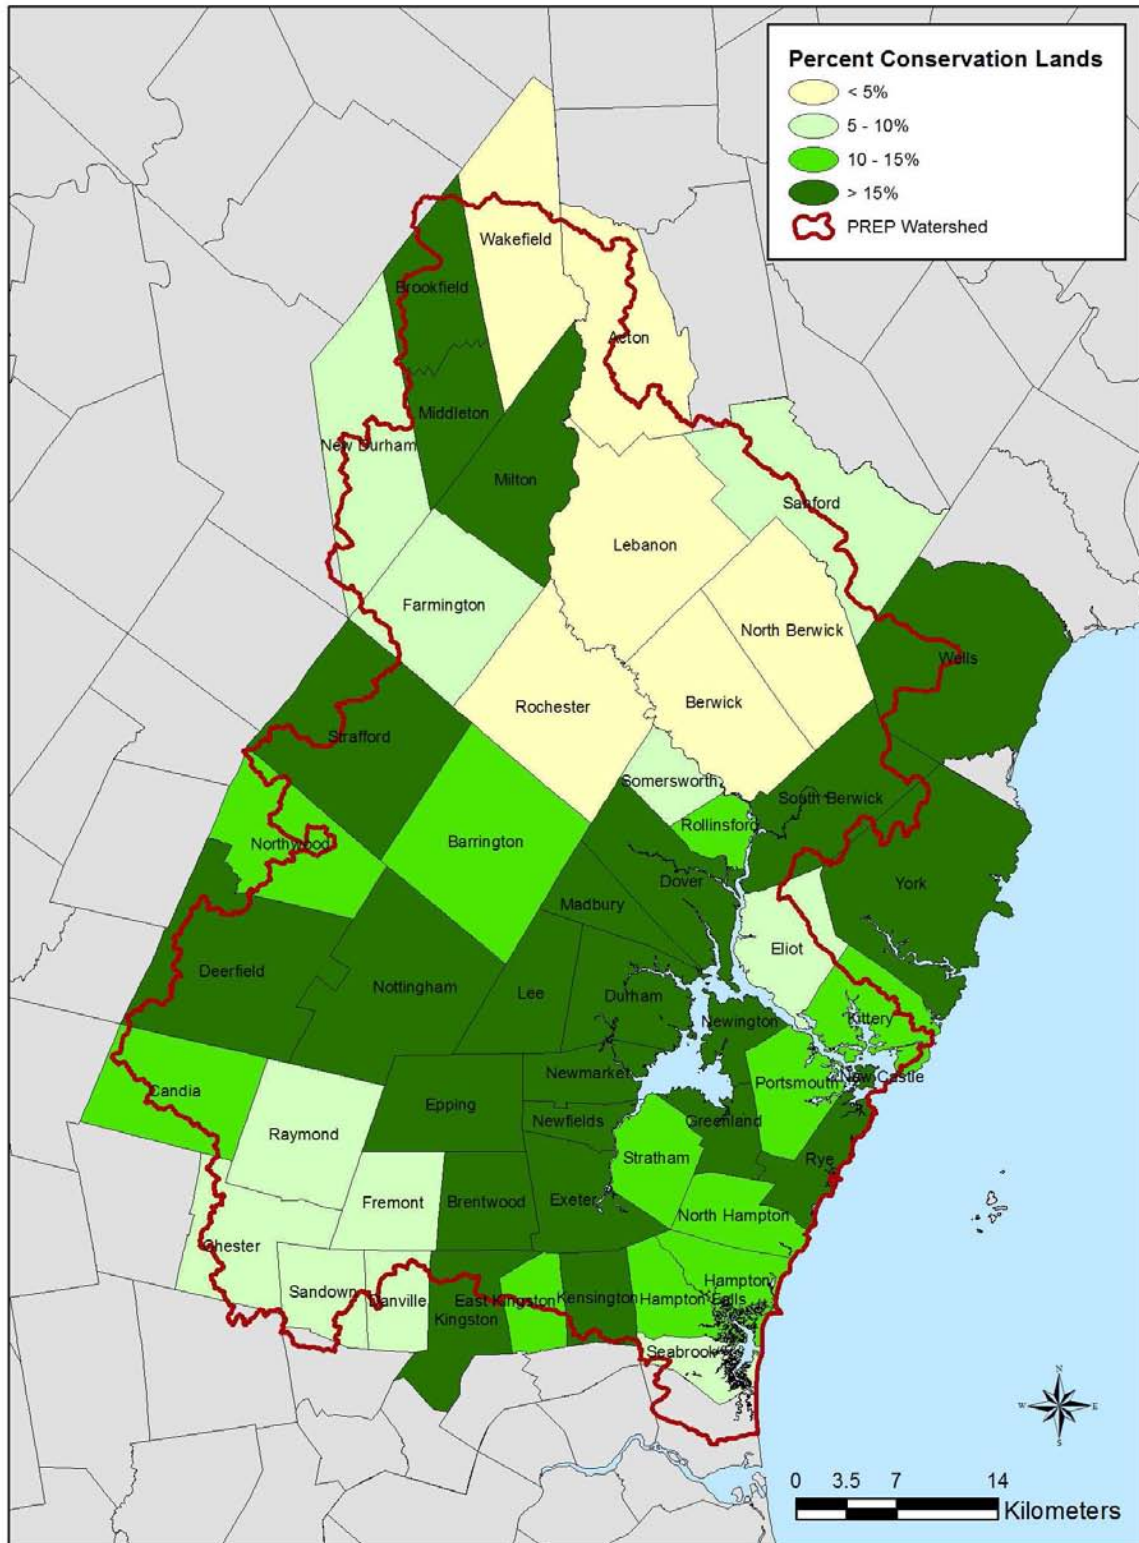 Percent Conservation Lands
< 5%
5 - 10%
10 - 15%
> 15%
PREP Watershed
Wakefield
Brookfield
Acton
Middleton
New Durham
Milton
Sanford
Lebanon
Farmington
North Berwick
Wells
Rochester
Berwick
Strafford
Somersworth
South Berwick
Rollinsford
Northwood
Barrington
Dover
York
Madbury
Eliot
Deerfield
Nottingham
Lee
Durham
Newington
Kittery
Newmarket
Portsmouth
New Castle
Candia
Epping
Newfields
Greenland
Raymond
Stratham
Rye
Fremont
Brentwood
Exeter
North Hampton
Chester
Hampton
Sandown
Danville
East Kingston
Kensington
Hampton Falls
Kingston
Seabrook
N
W
E
S
0 3.5 7 14
Kilometers